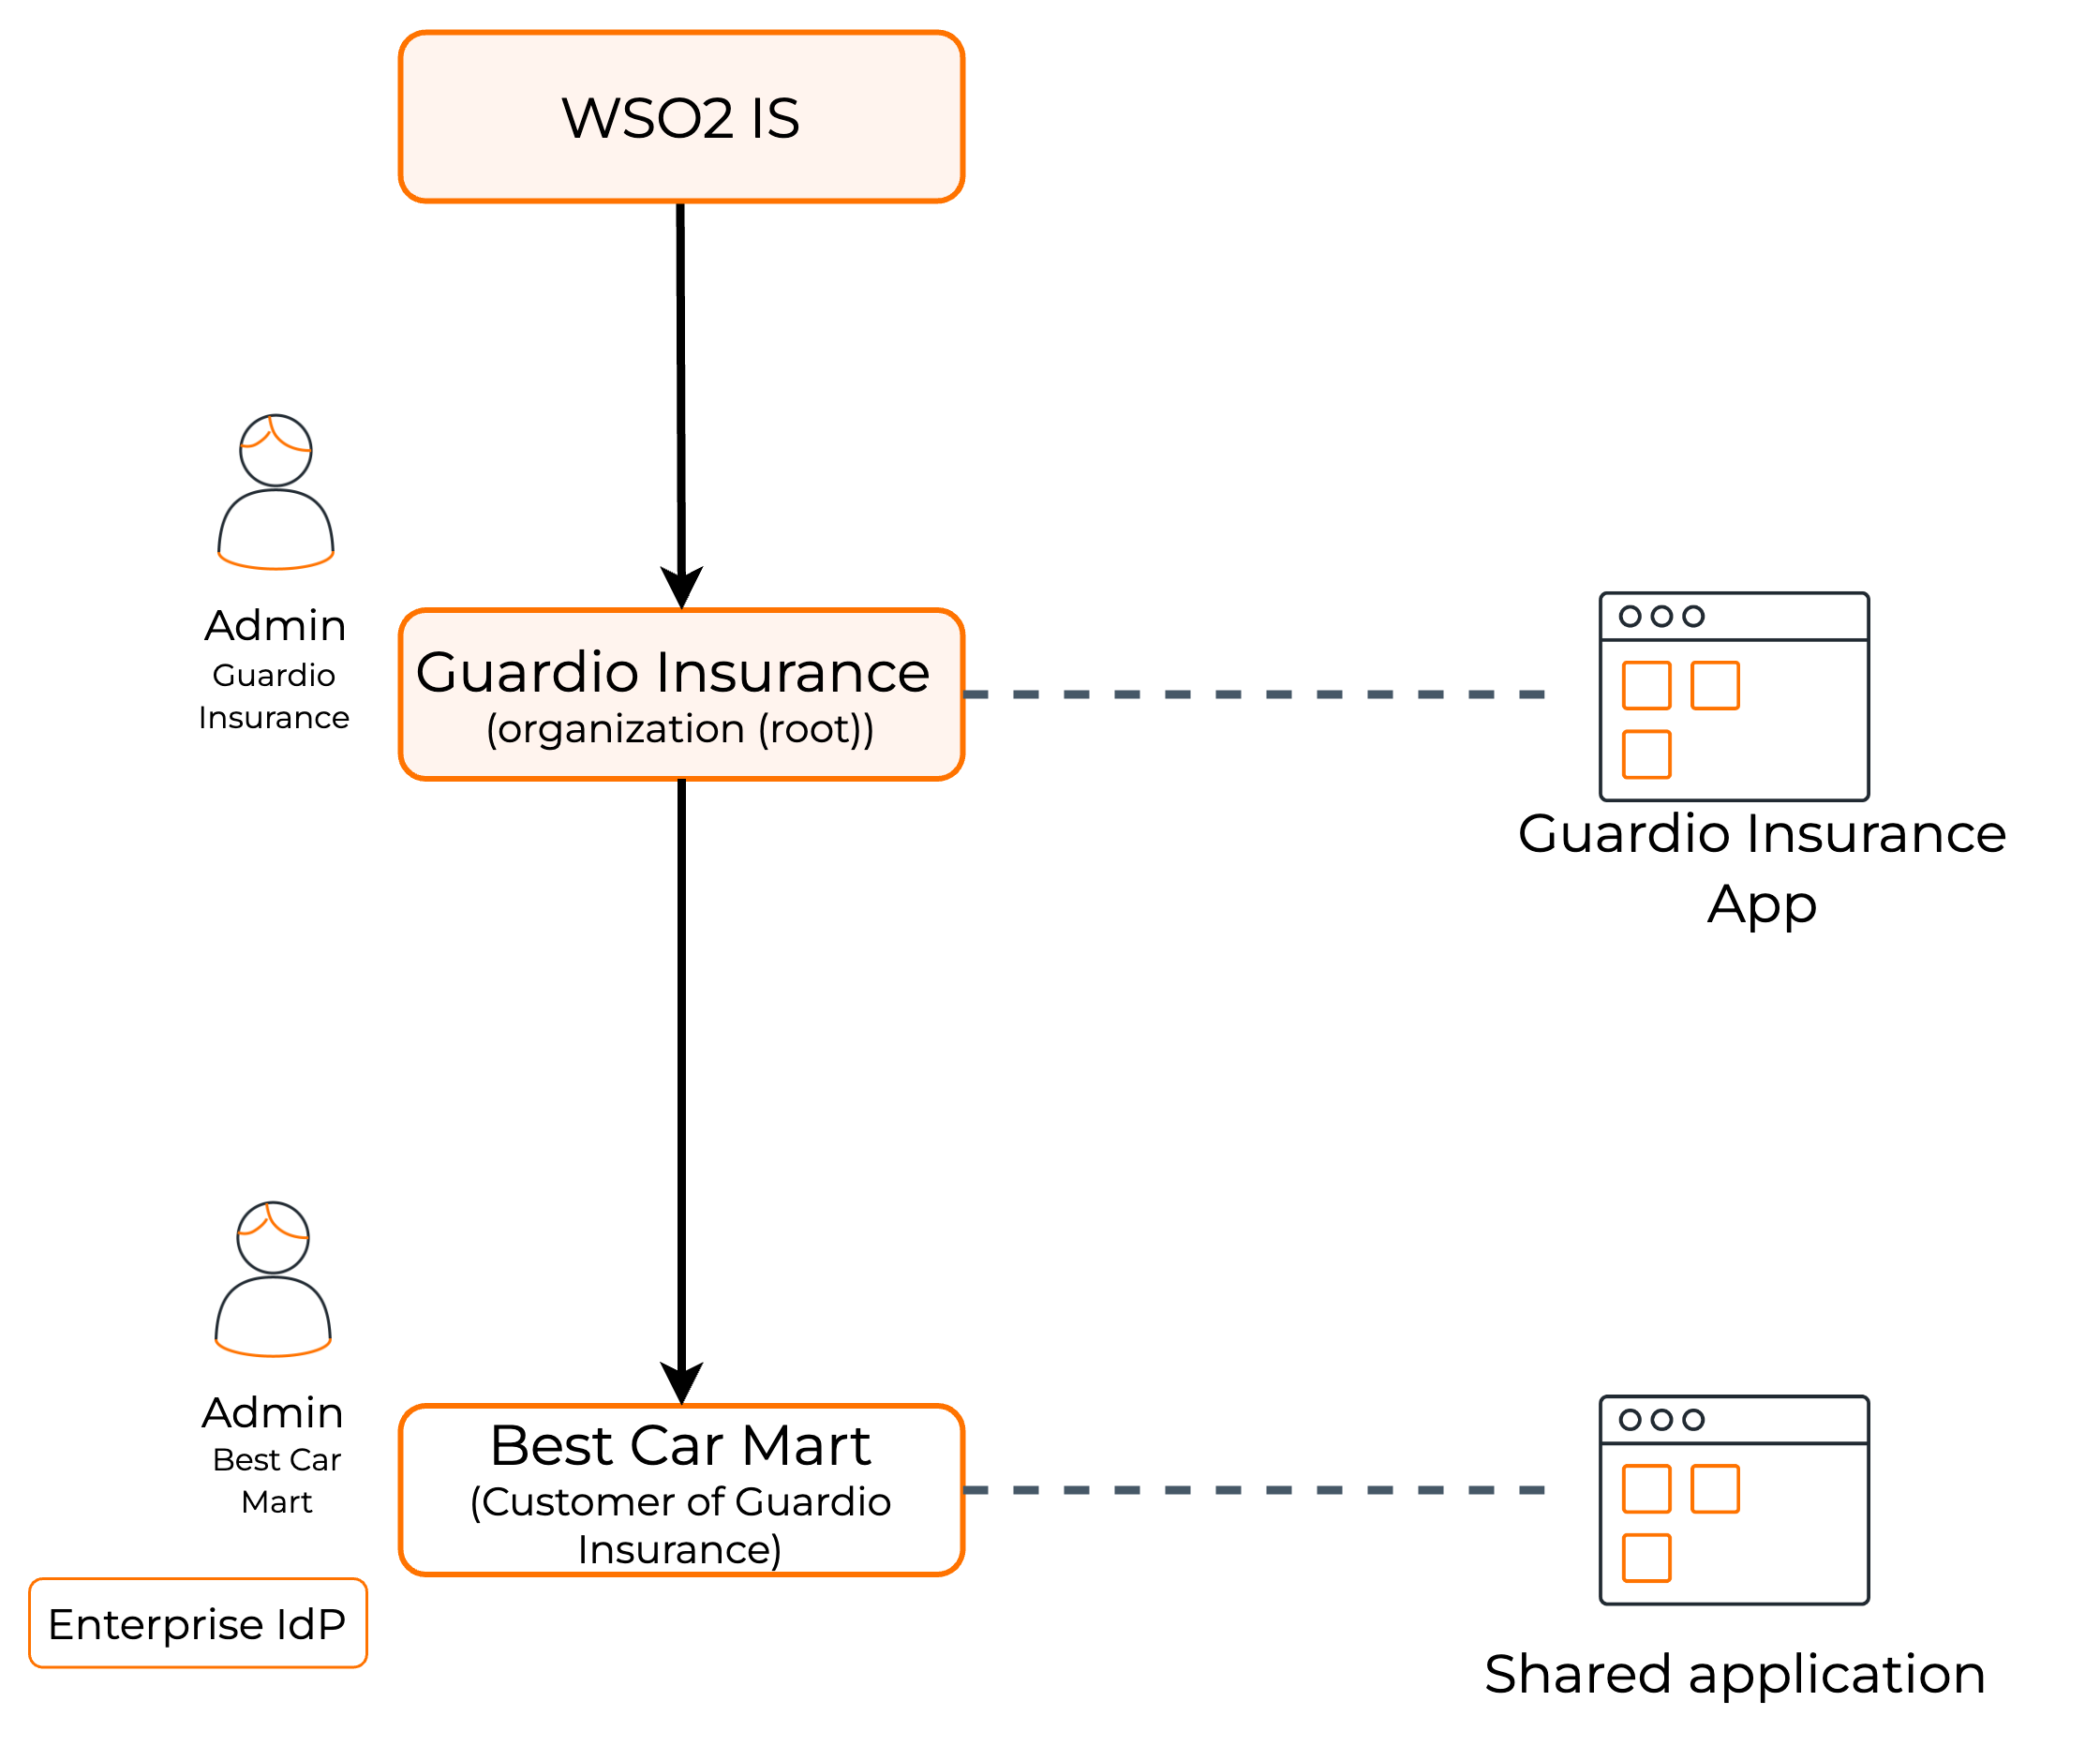 WSO2 IS
Admin
Guardio
Insurance
Guardio Insurance
(organization (root))
Guardio Insurance
App
Admin
Best Car
Mart
Best Car Mart
(Customer of Guardio
Insurance)
Enterprise IdP
Shared application